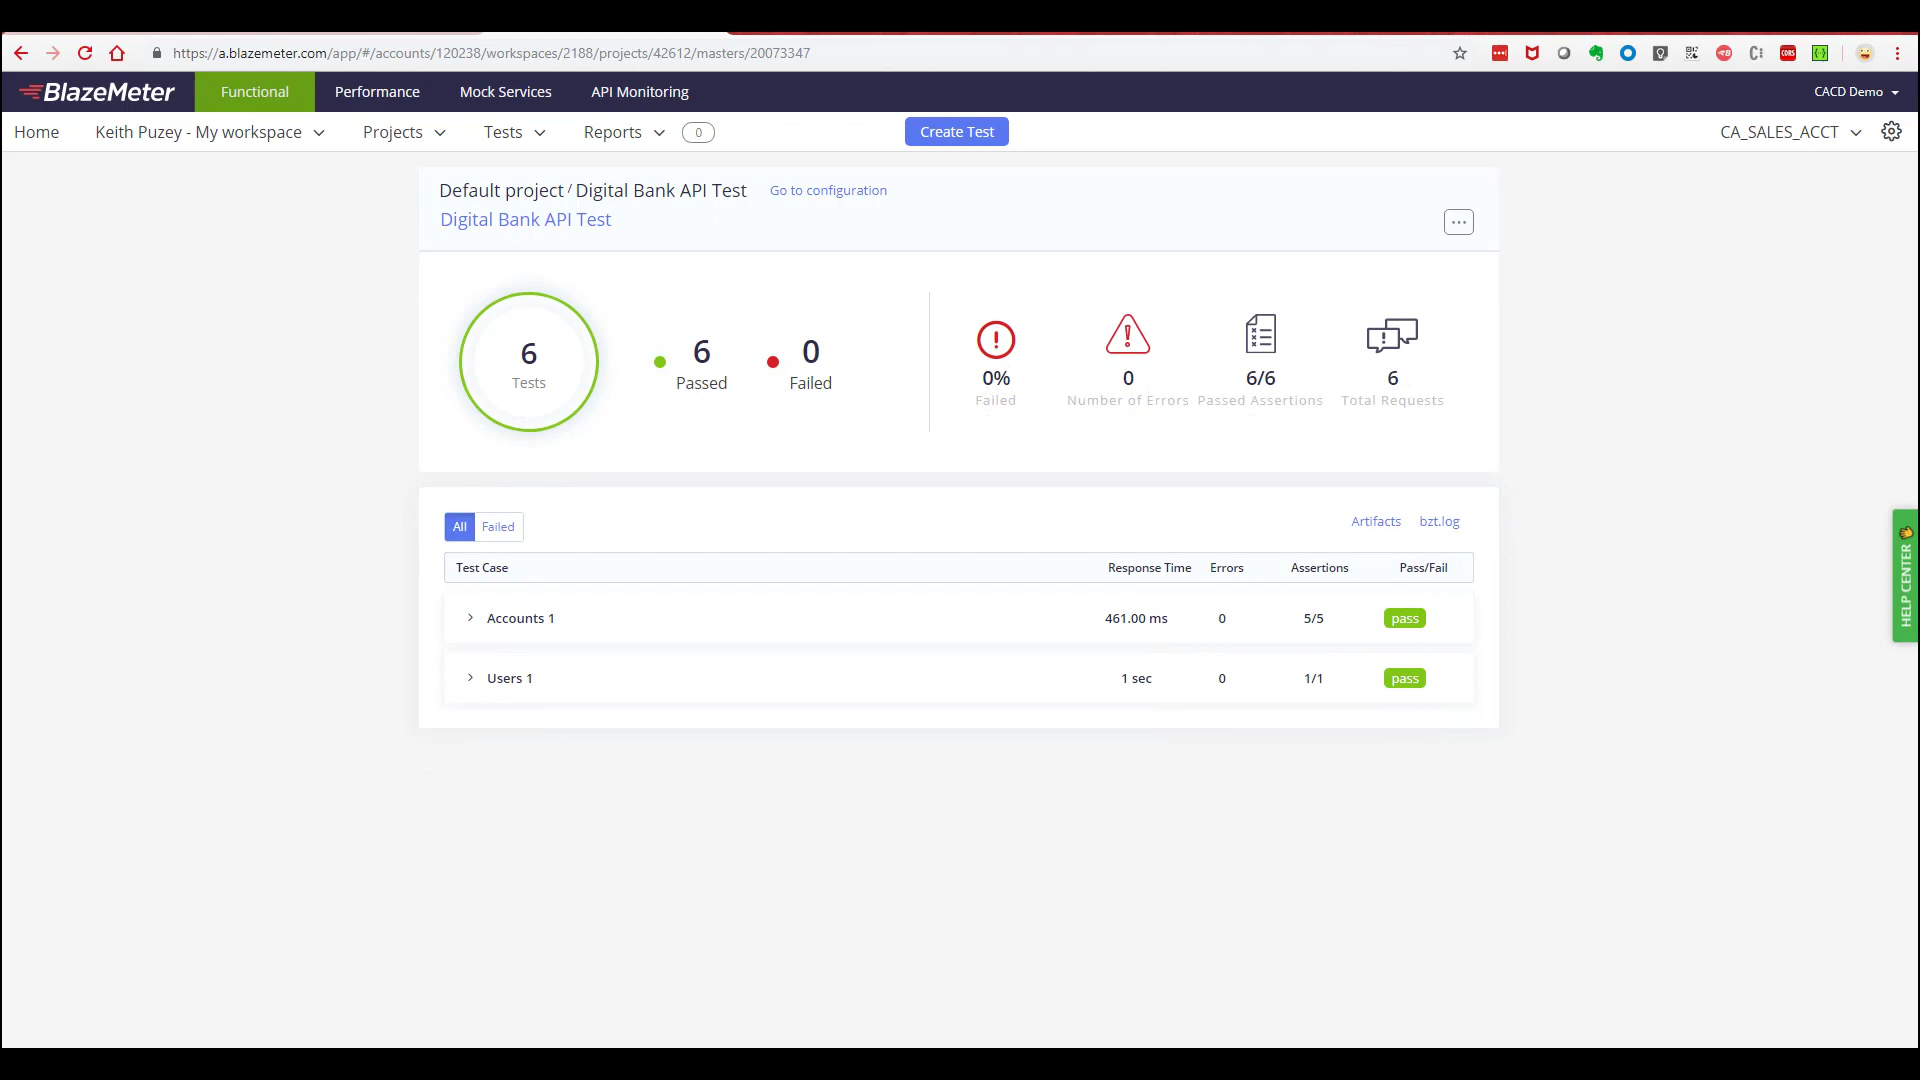 https://a.blazemeter.com/app/#/accounts/120238/workspaces/2188/projects/42612/masters/20073347
BlazeMeter Functional Performance Mock Services API Monitoring CACD Demo
Home Keith Puzey - My workspace Projects Tests Reports 0 Create Test CA_SALES_ACCT
Default project / Digital Bank API Test Go to configuration
Digital Bank API Test
6 Tests
6 Passed
0 Failed
0% Failed
0 Number of Errors
6/6 Passed Assertions
6 Total Requests
All Failed Artifacts bzt.log
Test Case Response Time Errors Assertions Pass/Fail
Accounts 1 461.00 ms 0 5/5 pass
Users 1 1 sec 0 1/1 pass
HELP CENTER